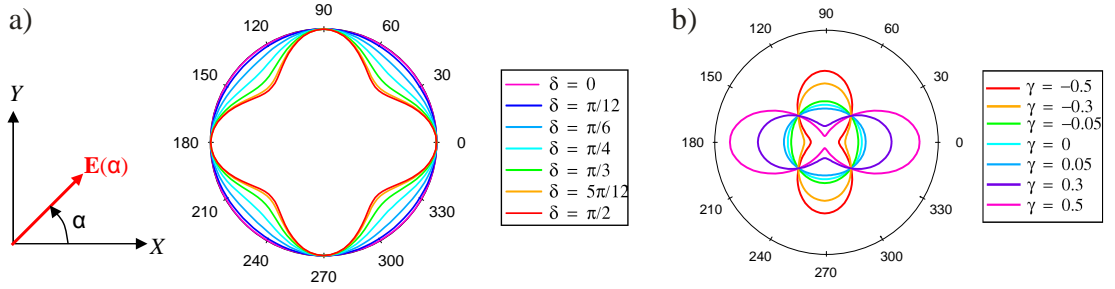 a)
90
120
60
150
30
180
0
210
330
240
300
270
Y
E(α)
α
X
δ = 0
δ = π/12
δ = π/6
δ = π/4
δ = π/3
δ = 5π/12
δ = π/2
b)
90
120
60
150
30
180
0
210
330
240
300
270
γ = −0.5
γ = −0.3
γ = −0.05
γ = 0
γ = 0.05
γ = 0.3
γ = 0.5